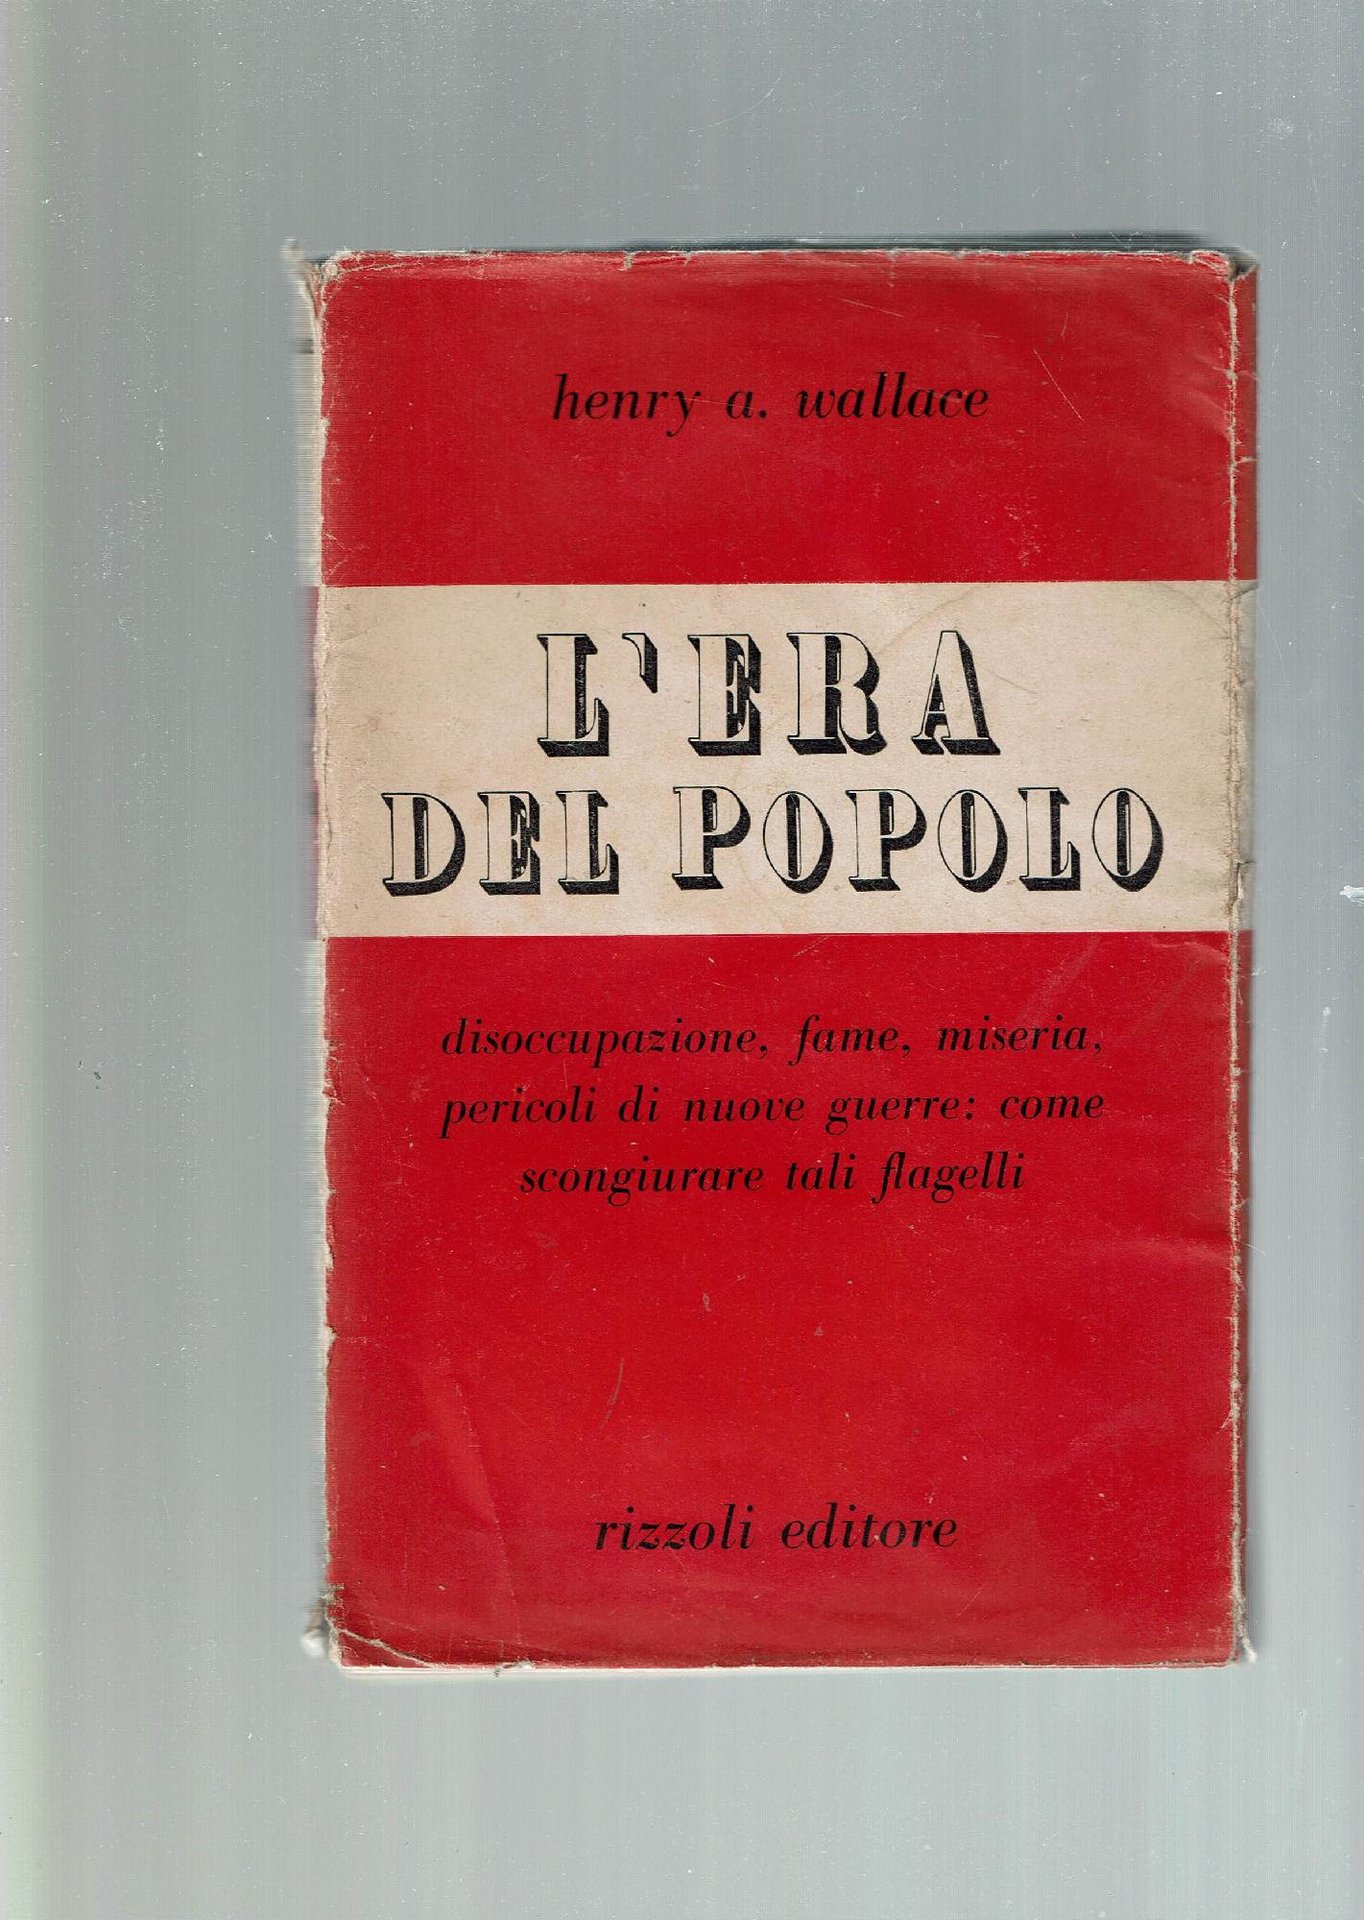 henry a. wallace
L'ERA
DEL POPOLO
disoccupazione, fame, miseria,
pericoli di nuove guerre: come
scongiurare tali flagelli
rizzoli editore